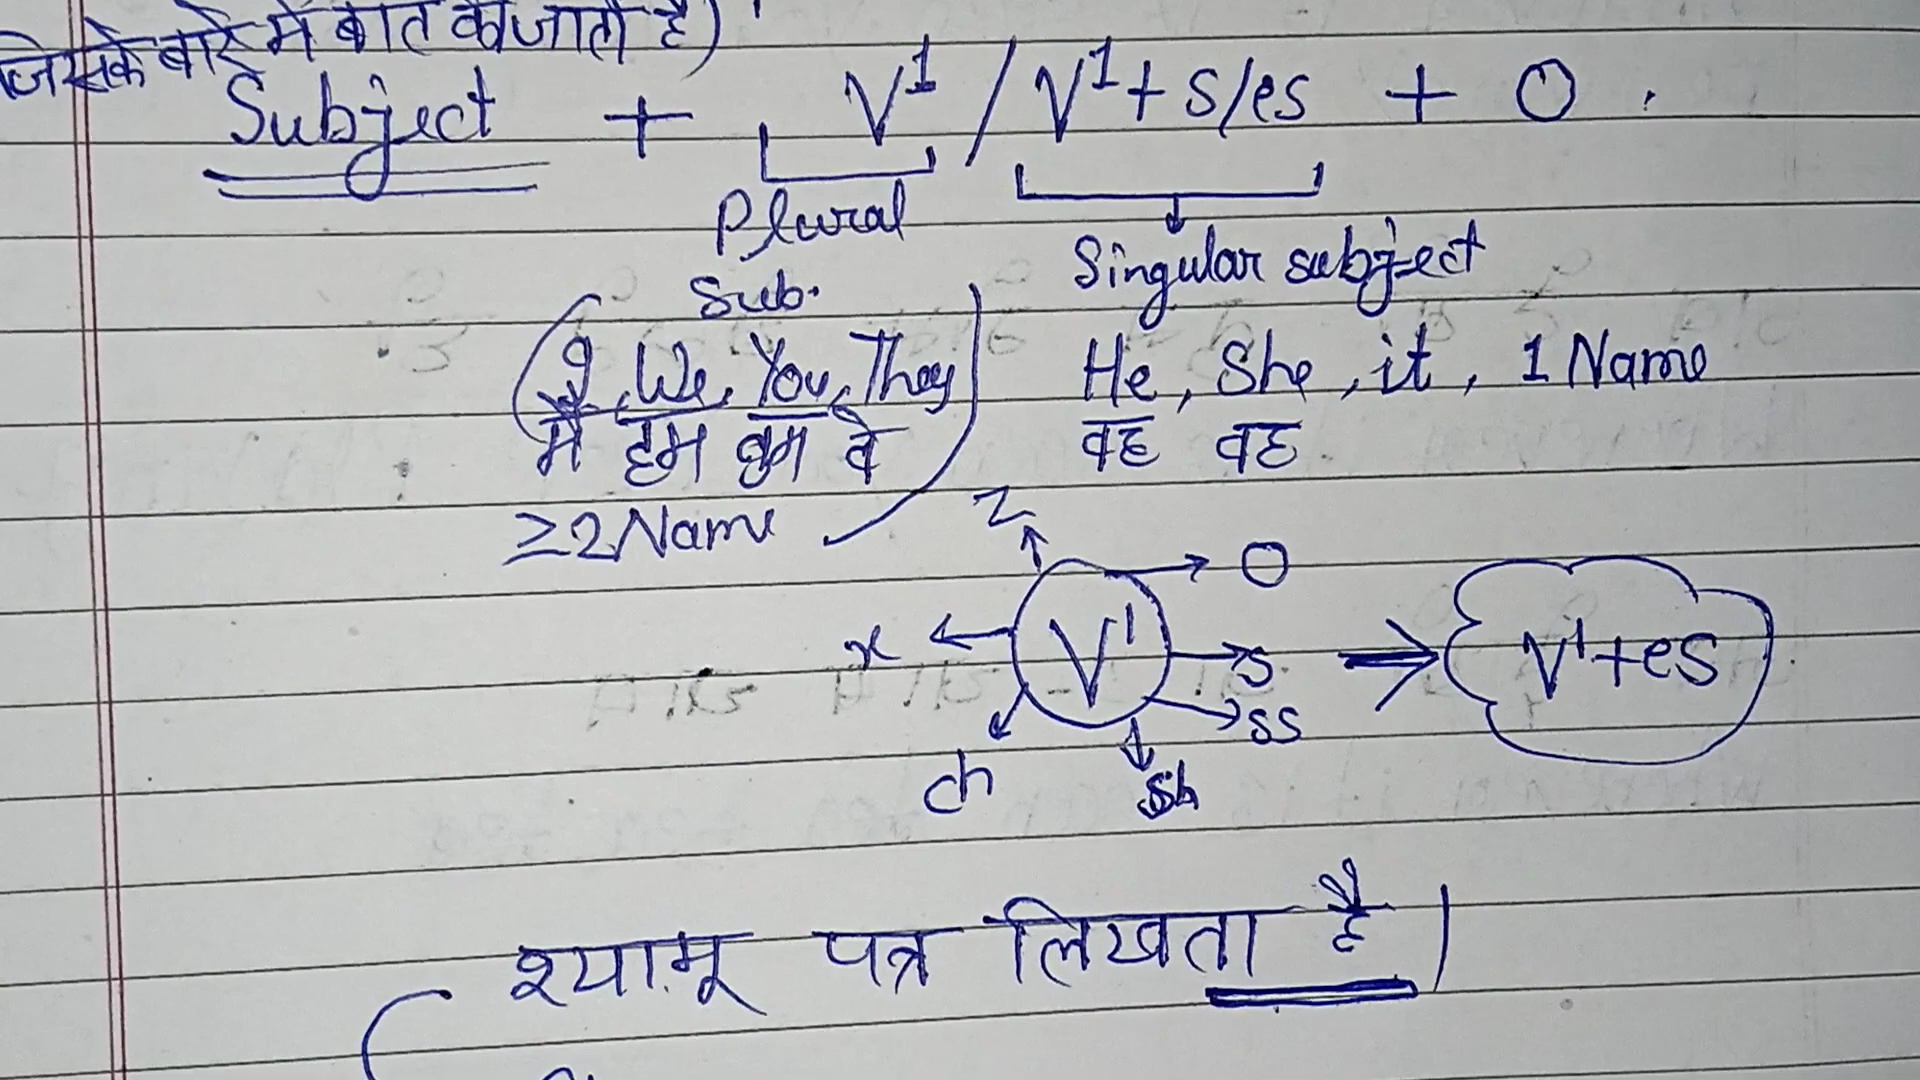 जिसके बारे में बात की जाती है)
Subject + V¹ / V¹ + s/es + O .
Plural Singular subject
Sub.
(I, We, You, They) He, She, it, 1 Name
मैं हम तुम वे वह वह
≥2 Name
Z
O
x V¹ s ⇒ V¹+es
ss
ch sh
श्यामू पत्र लिखता है।